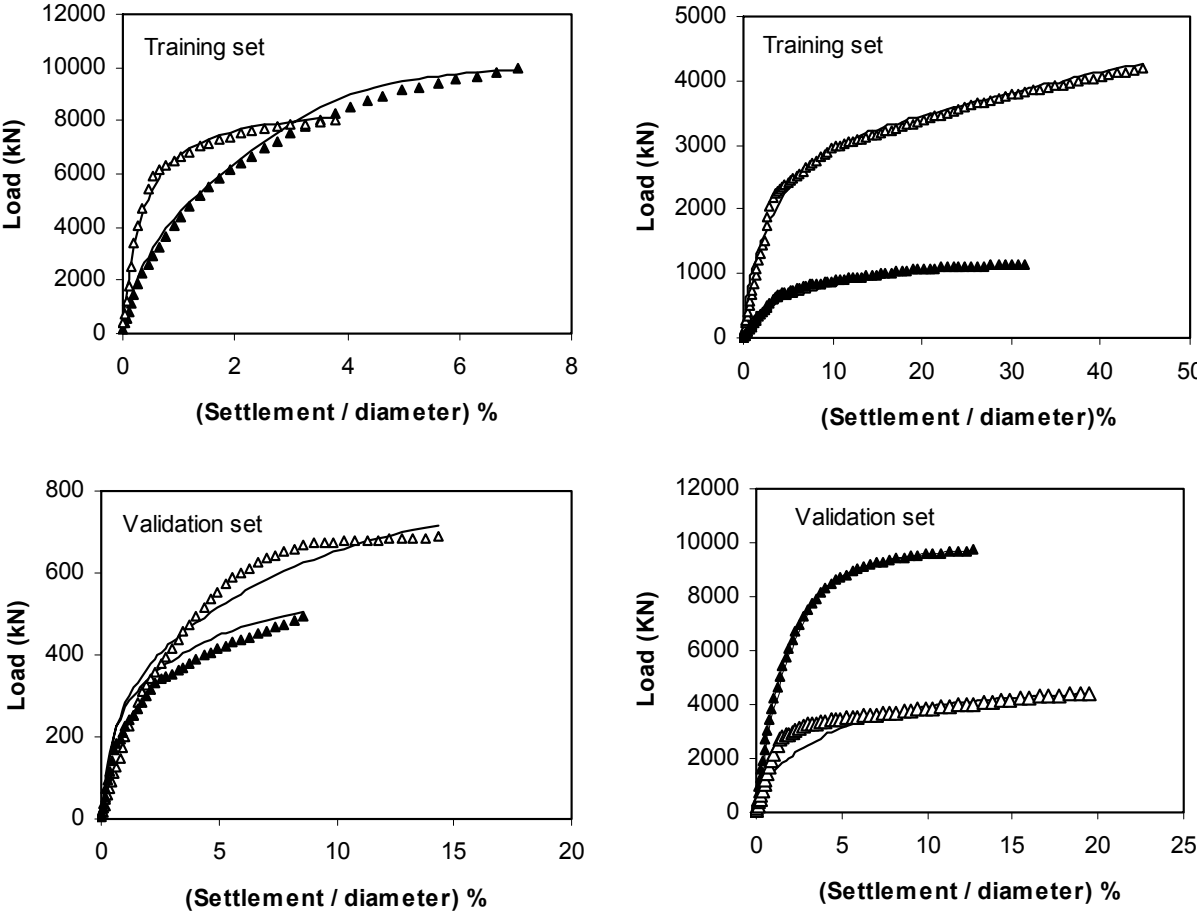 12000
10000
8000
6000
4000
2000
0
Load (kN)
Training set
0 2 4 6 8
(Settlement / diameter) %
5000
4000
3000
2000
1000
0
Load (kN)
Training set
0 10 20 30 40 50
(Settlement / diameter)%
800
600
400
200
0
Load (kN)
Validation set
0 5 10 15 20
(Settlement / diameter) %
12000
10000
8000
6000
4000
2000
0
Load (KN)
Validation set
0 5 10 15 20 25
(Settlement / diameter) %